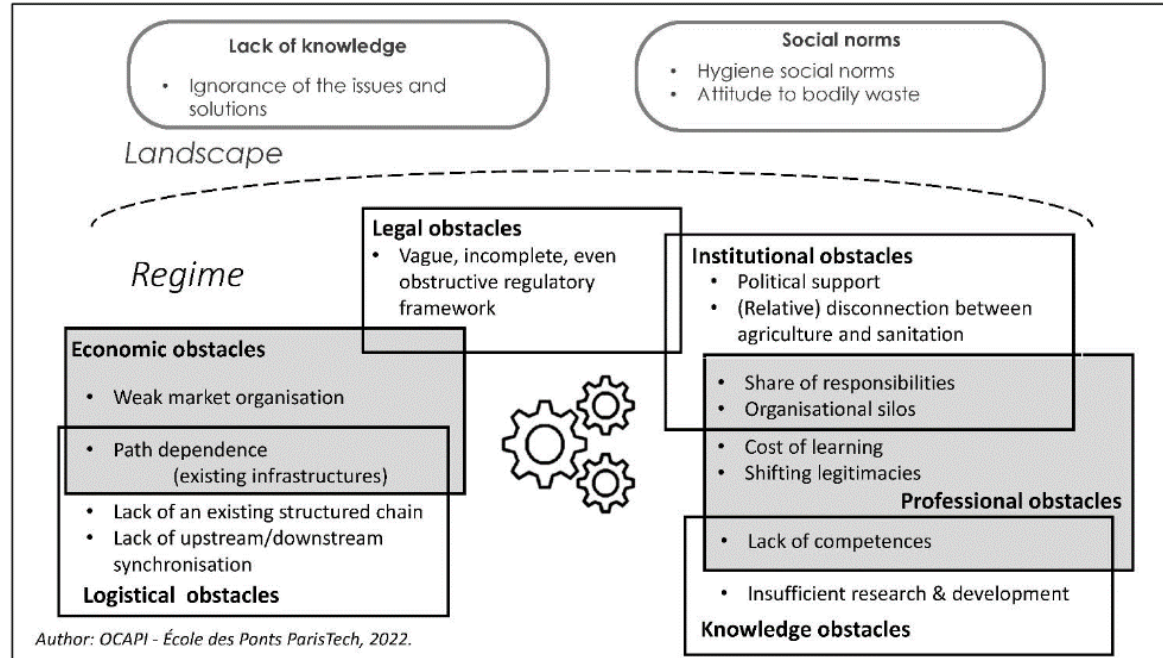 Lack of knowledge
• Ignorance of the issues and
solutions
Social norms
• Hygiene social norms
• Attitude to bodily waste
Landscape
Regime
Legal obstacles
• Vague, incomplete, even
obstructive regulatory
framework
Institutional obstacles
• Political support
• (Relative) disconnection between
agriculture and sanitation
• Share of responsibilities
• Organisational silos
• Cost of learning
• Shifting legitimacies
Professional obstacles
• Lack of competences
• Insufficient research & development
Knowledge obstacles
Economic obstacles
• Weak market organisation
• Path dependence
(existing infrastructures)
• Lack of an existing structured chain
• Lack of upstream/downstream
synchronisation
Logistical obstacles
Author: OCAPI - École des Ponts ParisTech, 2022.